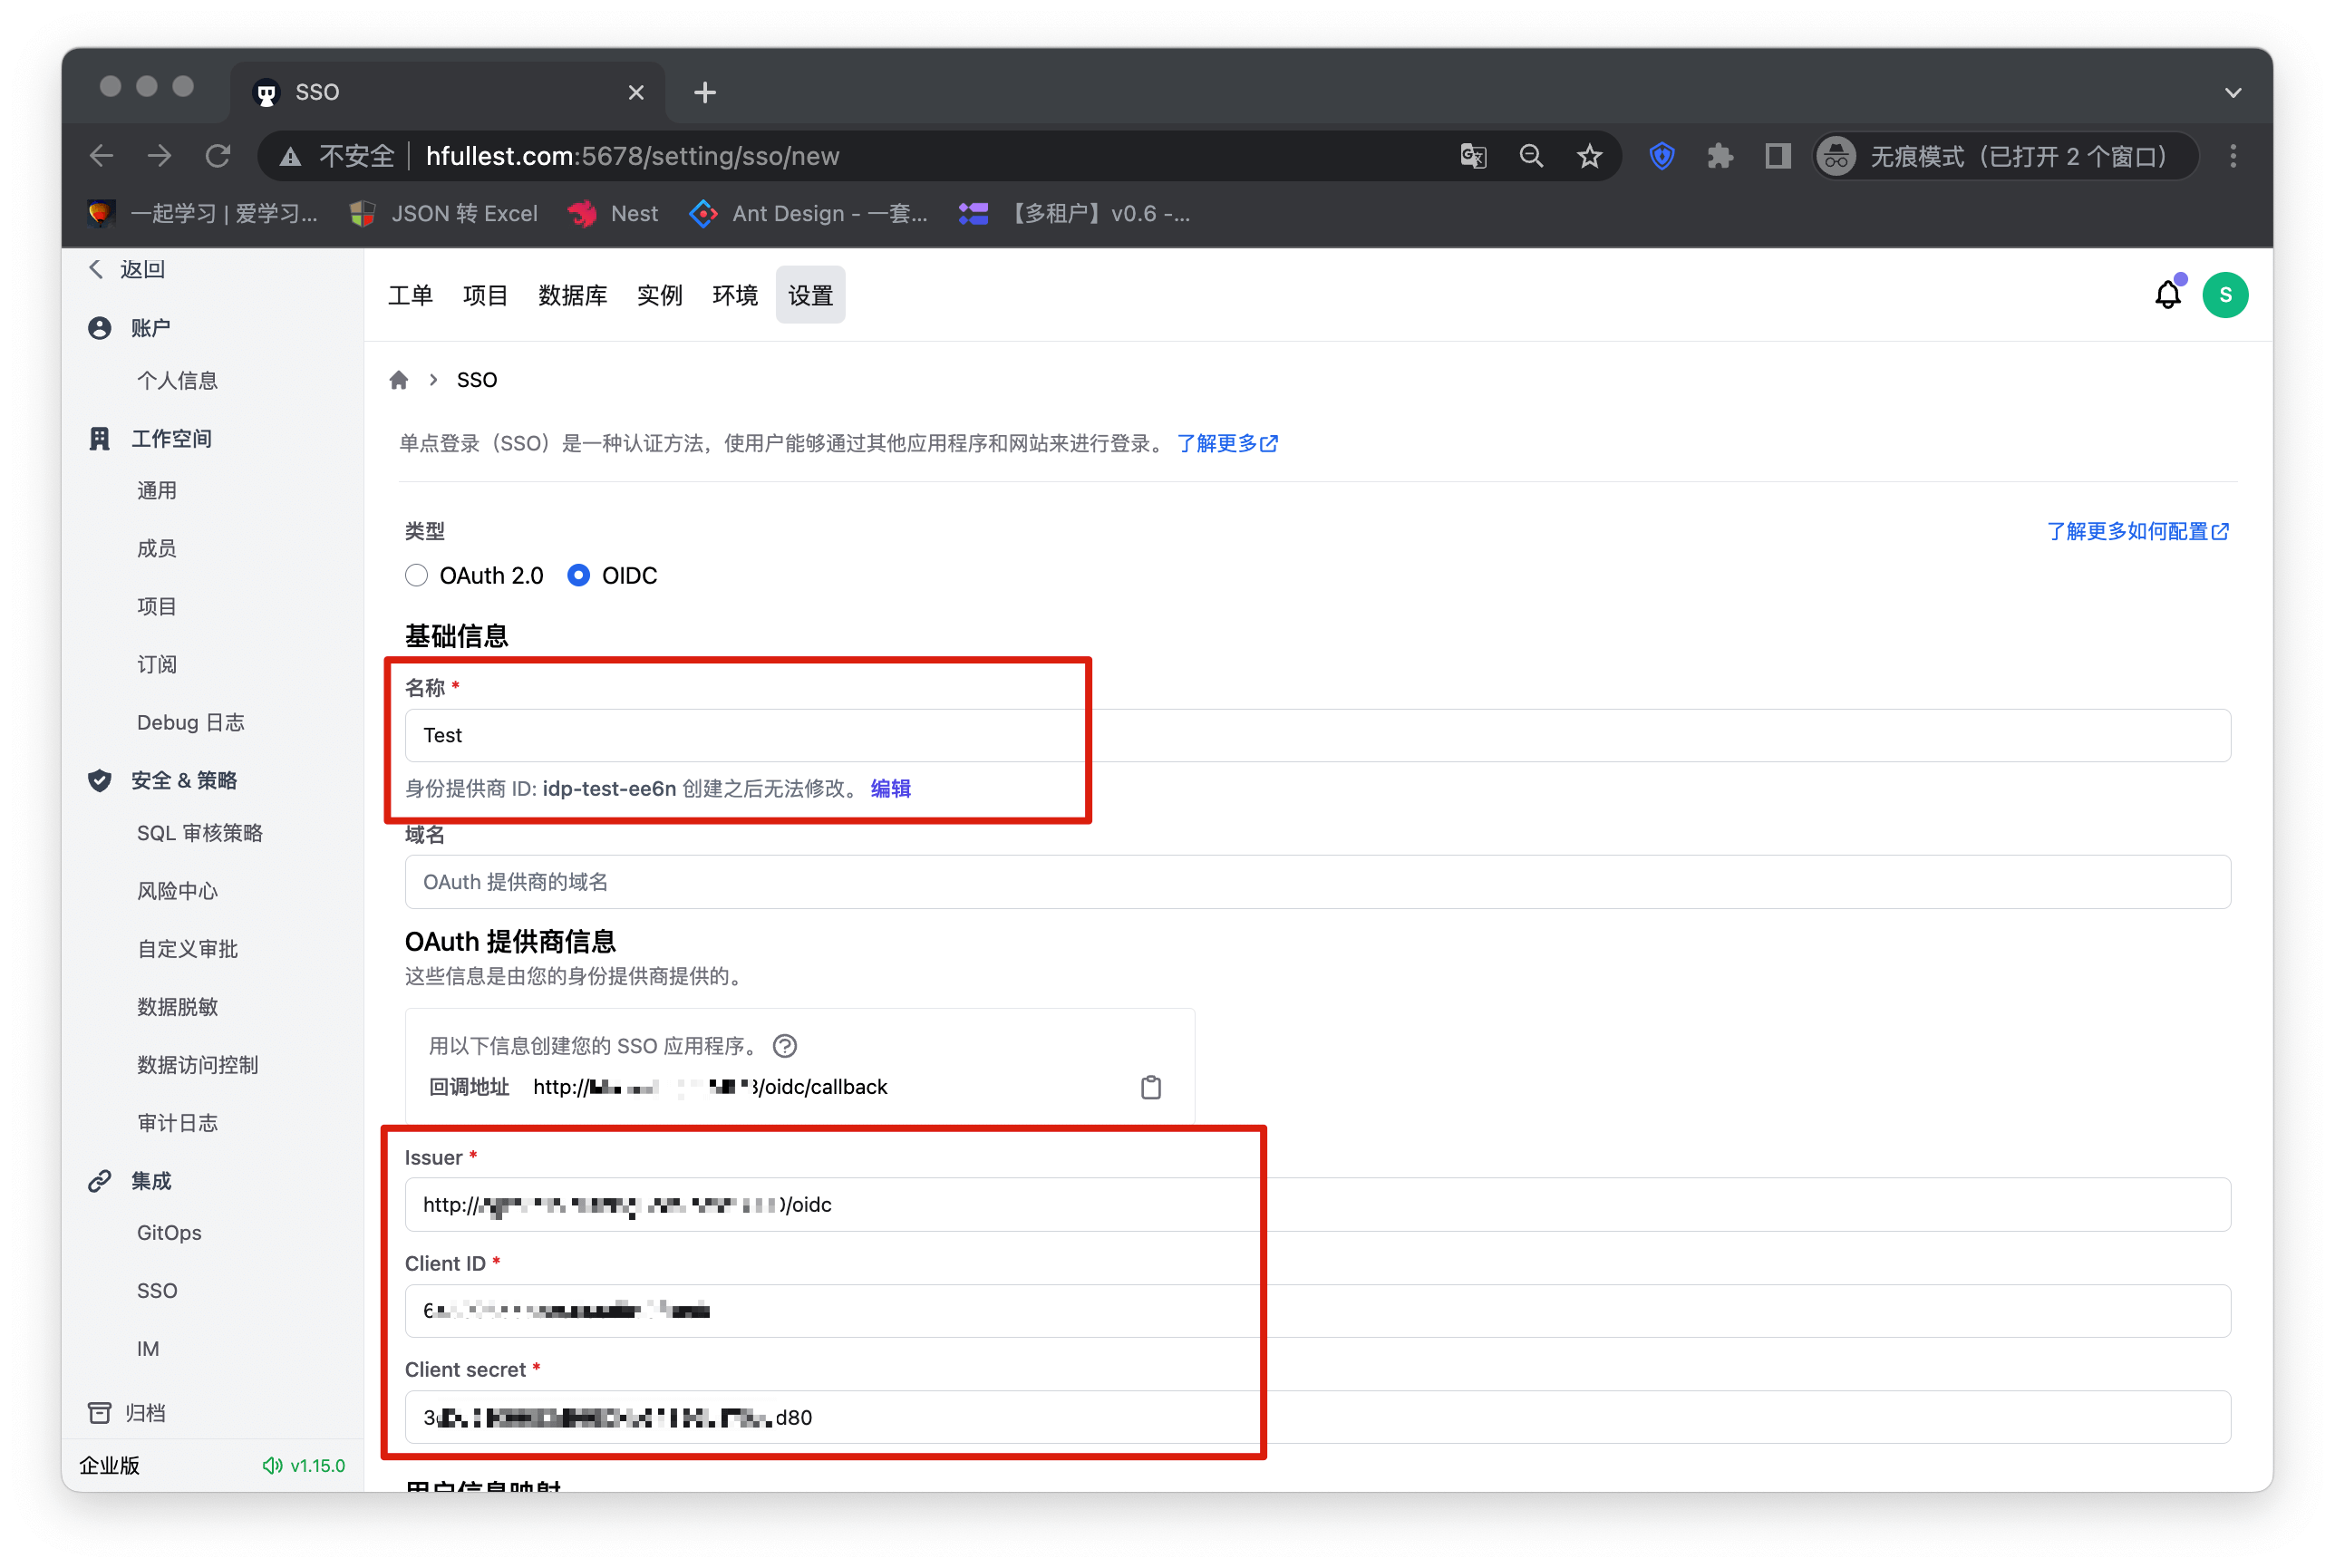 SSO
不安全
hfullest.com:5678/setting/sso/new
无痕模式（已打开 2 个窗口）
一起学习 | 爱学习...
JSON 转 Excel
Nest
Ant Design - 一套...
【多租户】v0.6 -...
返回
账户
个人信息
工作空间
通用
成员
项目
订阅
Debug 日志
安全 & 策略
SQL 审核策略
风险中心
自定义审批
数据脱敏
数据访问控制
审计日志
集成
GitOps
SSO
IM
归档
企业版
v1.15.0
工单 项目 数据库 实例 环境 设置
S
SSO
单点登录（SSO）是一种认证方法，使用户能够通过其他应用程序和网站来进行登录。 了解更多
类型
了解更多如何配置
OAuth 2.0 OIDC
基础信息
名称 *
Test
身份提供商 ID: idp-test-ee6n 创建之后无法修改。 编辑
域名
OAuth 提供商的域名
OAuth 提供商信息
这些信息是由您的身份提供商提供的。
用以下信息创建您的 SSO 应用程序。
回调地址 http:// /oidc/callback
Issuer *
http:// /oidc
Client ID *
6
Client secret *
3 d80
用户信息映射